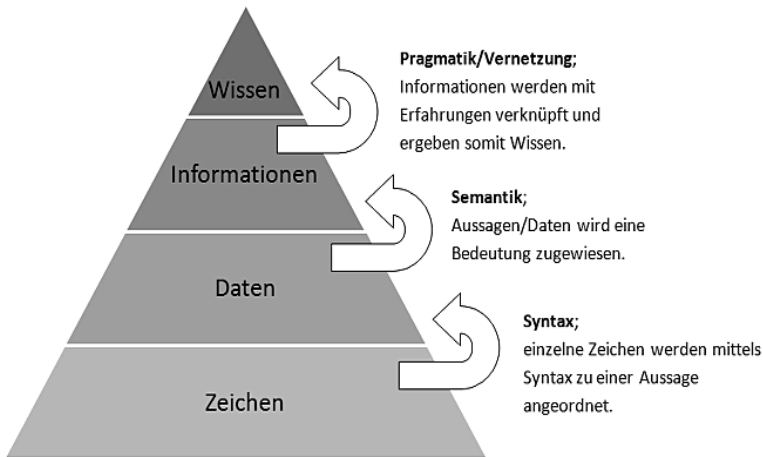 Wissen
Pragmatik/Vernetzung;
Informationen werden mit
Erfahrungen verknüpft und
ergeben somit Wissen.
Informationen
Semantik;
Aussagen/Daten wird eine
Bedeutung zugewiesen.
Daten
Syntax;
einzelne Zeichen werden mittels
Syntax zu einer Aussage
angeordnet.
Zeichen